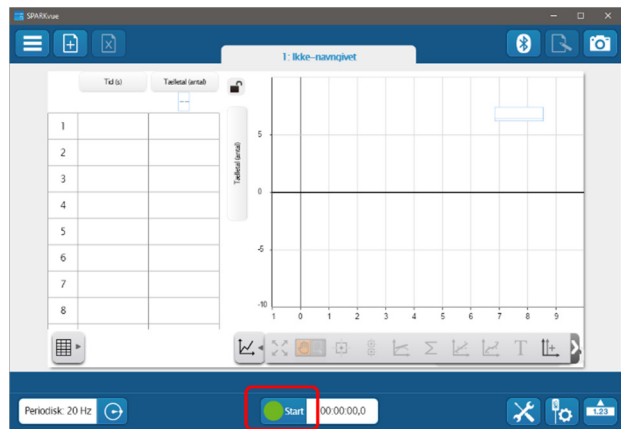 SPARKvue
1: Ikke-navngivet
Tid (s)
Tælletal (antal)
--
1
2
3
4
5
6
7
8
Tælletal (antal)
5
0
-5
-10
1 0 1 2 3 4 5 6 7 8 9
Σ T
Periodisk: 20 Hz
Start
00:00:00,0
1.23